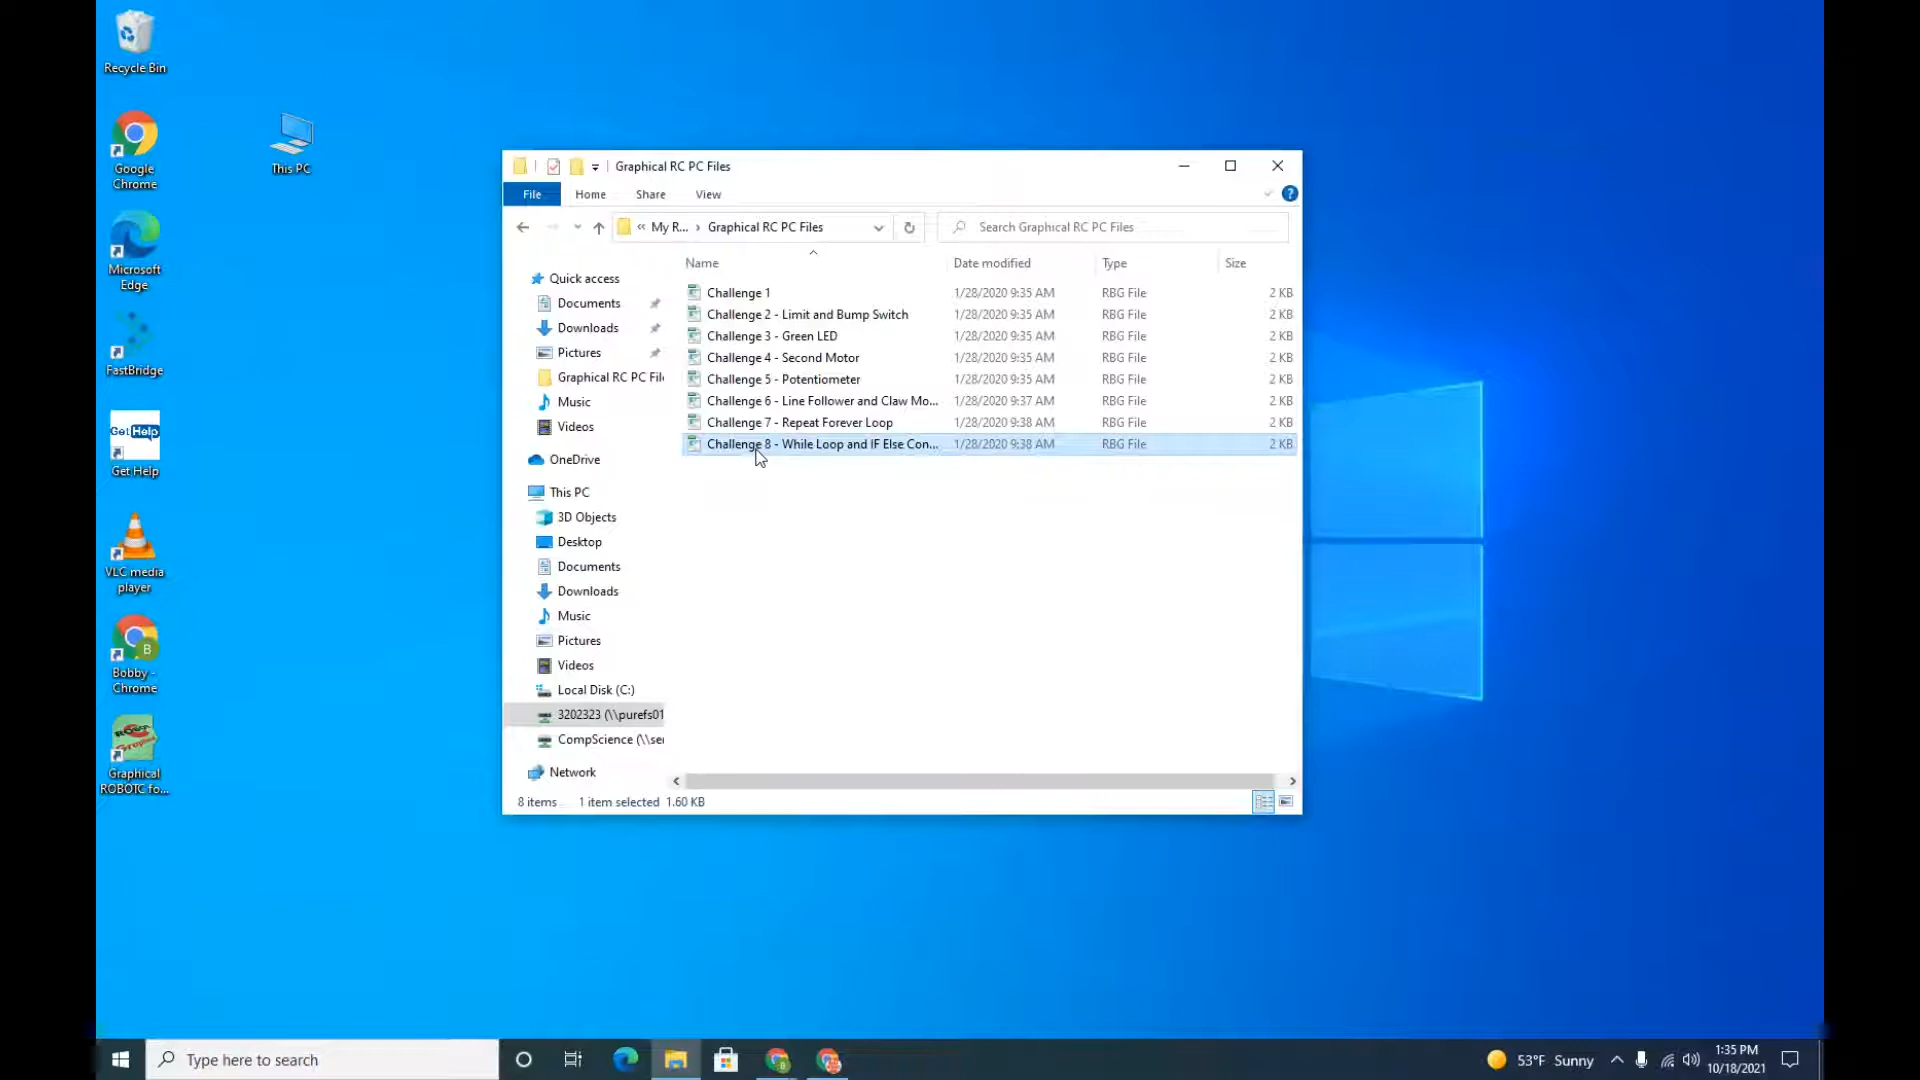 Recycle Bin
Google
Chrome
This PC
Microsoft
Edge
FastBridge
Get Help
Get Help
VLC media
player
B
Bobby -
Chrome
Graphical
ROBOTC fo...
Graphical RC PC Files
File Home Share View
?
« My R... › Graphical RC PC Files
Search Graphical RC PC Files
Name Date modified Type Size
Challenge 1 1/28/2020 9:35 AM RBG File 2 KB
Challenge 2 - Limit and Bump Switch 1/28/2020 9:35 AM RBG File 2 KB
Challenge 3 - Green LED 1/28/2020 9:35 AM RBG File 2 KB
Challenge 4 - Second Motor 1/28/2020 9:35 AM RBG File 2 KB
Challenge 5 - Potentiometer 1/28/2020 9:35 AM RBG File 2 KB
Challenge 6 - Line Follower and Claw Mo... 1/28/2020 9:37 AM RBG File 2 KB
Challenge 7 - Repeat Forever Loop 1/28/2020 9:38 AM RBG File 2 KB
Challenge 8 - While Loop and IF Else Con... 1/28/2020 9:38 AM RBG File 2 KB
Quick access
Documents
Downloads
Pictures
Graphical RC PC File
Music
Videos
OneDrive
This PC
3D Objects
Desktop
Documents
Downloads
Music
Pictures
Videos
Local Disk (C:)
3202323 (\\purefs01
CompScience (\\ser
Network
8 items 1 item selected 1.60 KB
Type here to search
53°F Sunny
1:35 PM
10/18/2021